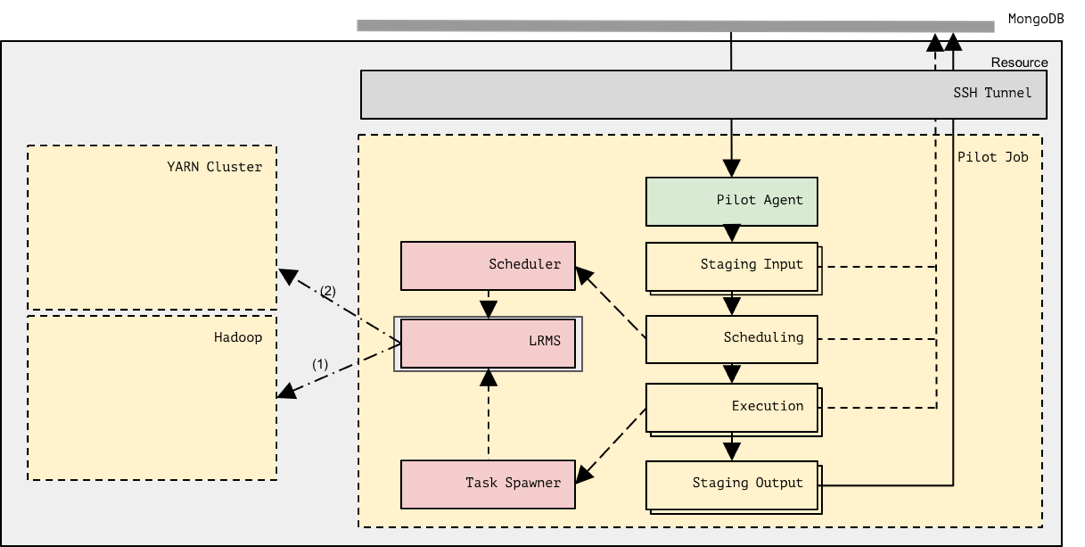 MongoDB
Resource
SSH Tunnel
YARN Cluster
Pilot Job
Pilot Agent
Scheduler
Staging Input
(2)
Hadoop
LRMS
Scheduling
(1)
Execution
Task Spawner
Staging Output